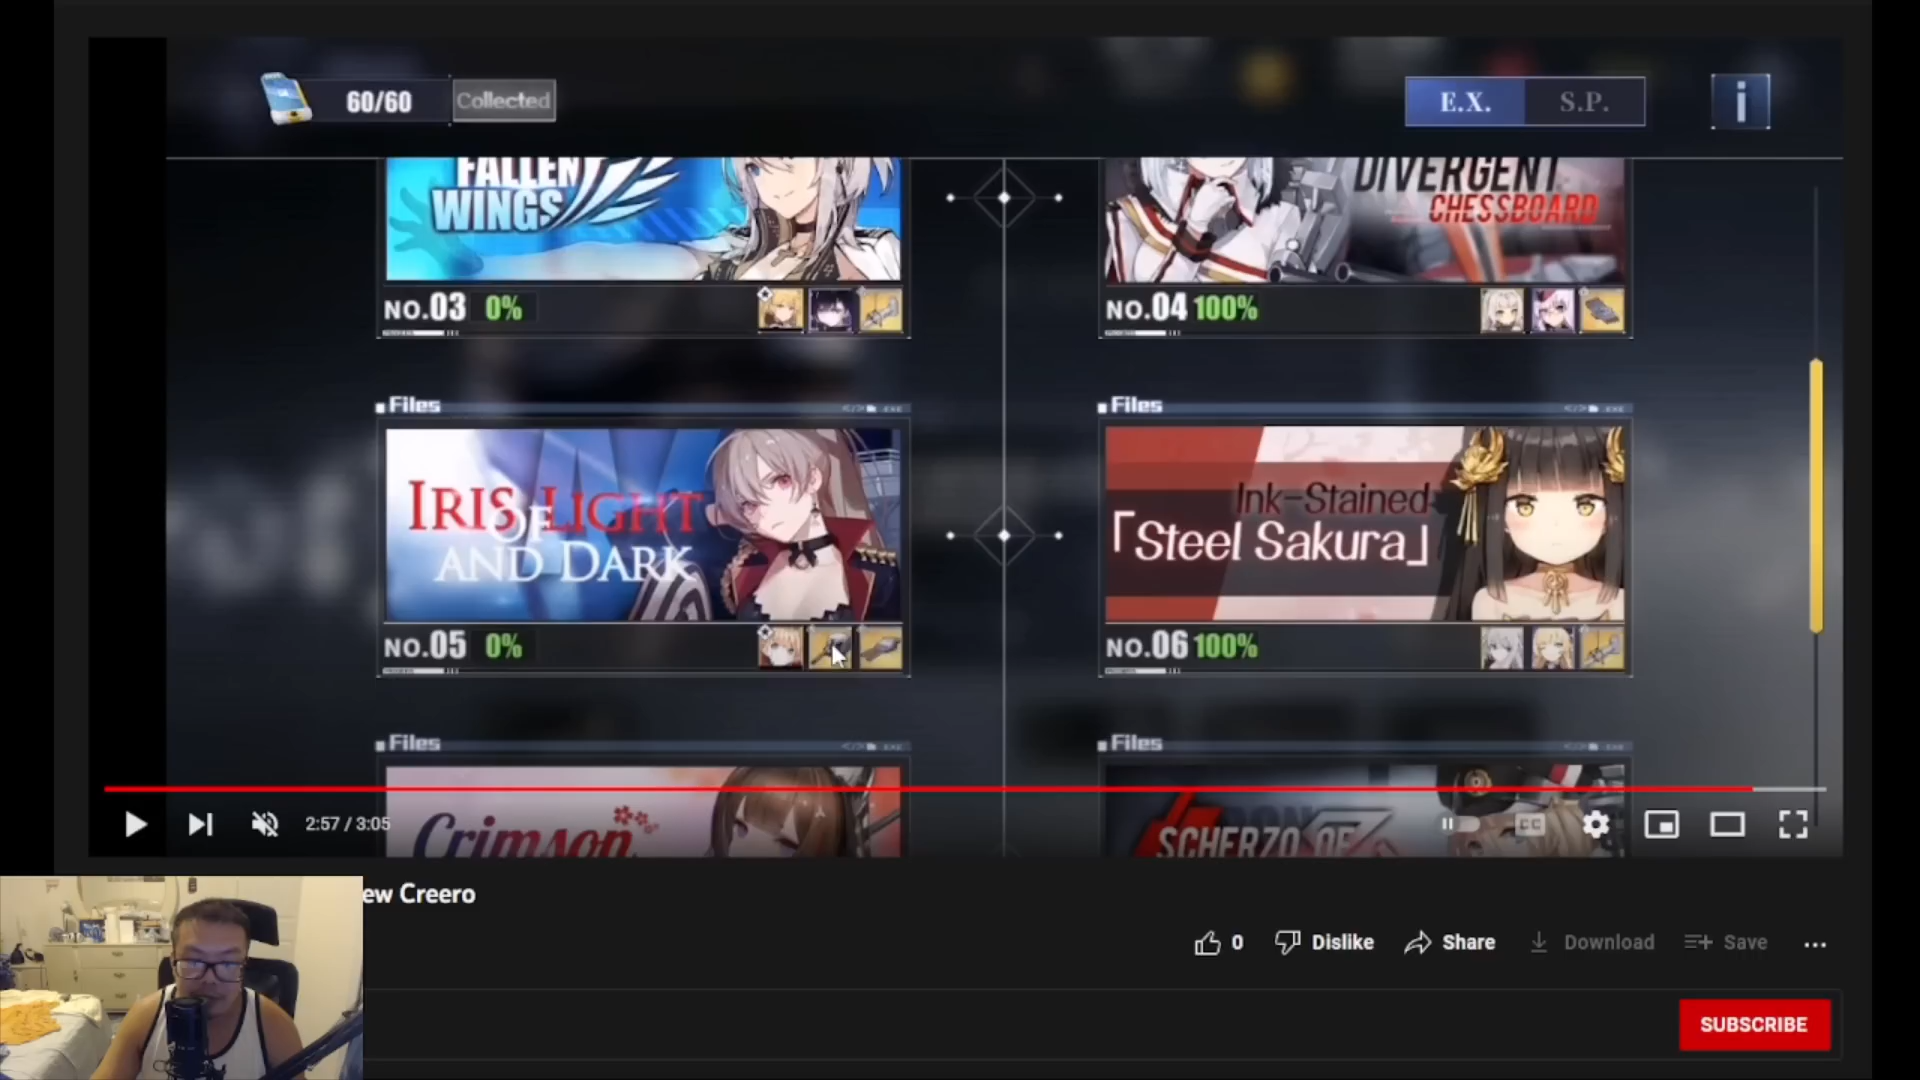 60/60 Collected
E.X. S.P. i
FALLEN
WINGS
DIVERGENT
CHESSBOARD
NO.03 0%
NO.04 100%
Files
Files
IRIS LIGHT
OF
AND DARK
Ink-Stained
「Steel Sakura」
NO.05 0%
NO.06 100%
Files
Files
Crimson
SCHERZO OF
2:57 / 3:05
CC
ew Creero
0 Dislike Share Download Save ...
SUBSCRIBE